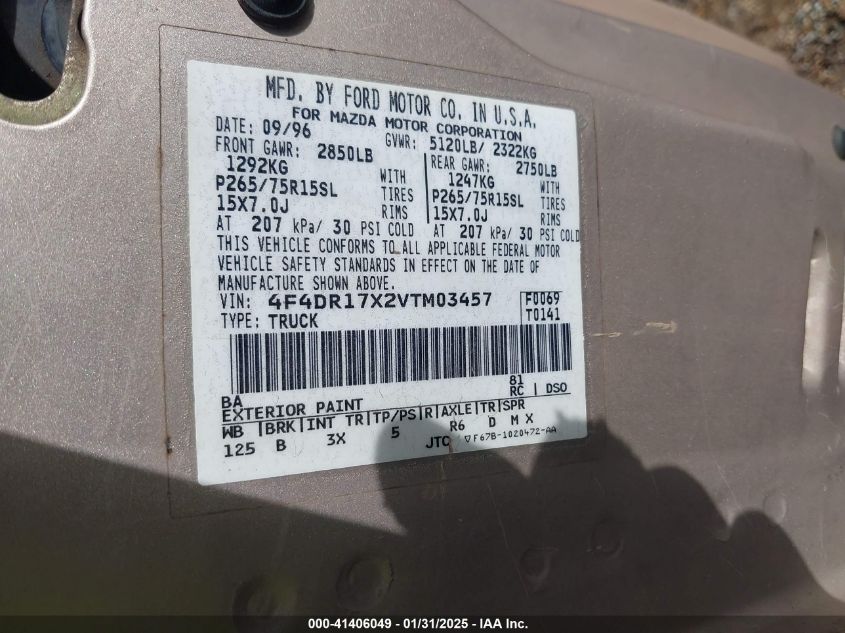 MFD. BY FORD MOTOR CO. IN U.S.A.
FOR MAZDA MOTOR CORPORATION
DATE: 09/96 GVWR: 5120LB/ 2322KG
FRONT GAWR: 2850LB REAR GAWR: 2750LB
1292KG WITH 1247KG WITH
P265/75R15SL TIRES P265/75R15SL TIRES
15X7.0J RIMS 15X7.0J RIMS
AT 207 kPa/ 30 PSI COLD AT 207 kPa/ 30 PSI COLD
THIS VEHICLE CONFORMS TO ALL APPLICABLE FEDERAL MOTOR
VEHICLE SAFETY STANDARDS IN EFFECT ON THE DATE OF
MANUFACTURE SHOWN ABOVE.
VIN: 4F4DR17X2VTM03457 F0069
TYPE: TRUCK T0141
BA 81
EXTERIOR PAINT RC DSO
WB BRK INT TR TP/PS R AXLE TR SPR
125 B 3X 5 R6 D M X
JTC ▽F67B-1020472-AA
000-41406049 - 01/31/2025 - IAA Inc.